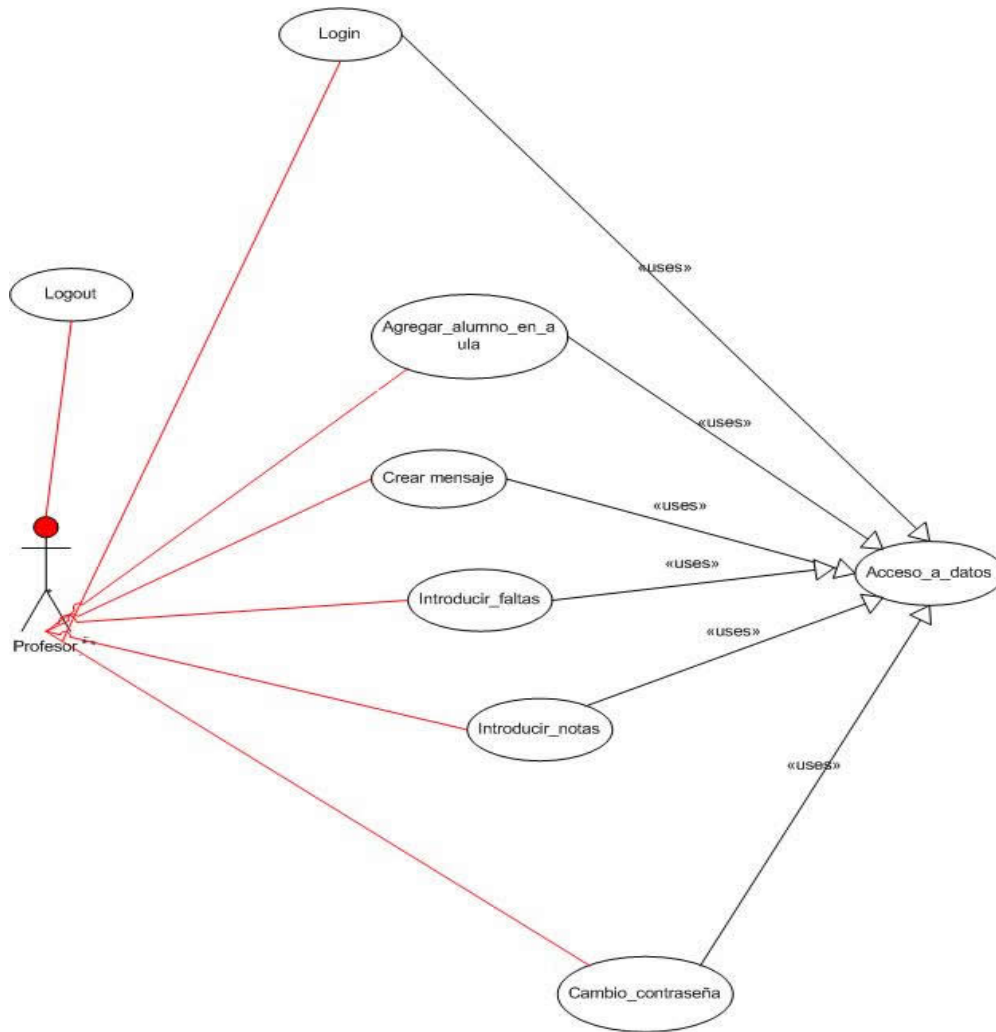 Login
«uses»
Logout
Agregar_alumno_en_a
ula
«uses»
Crear mensaje
«uses»
«uses»
Acceso_a_datos
Introducir_faltas
«uses»
Profesor
Introducir_notas
«uses»
Cambio_contraseña